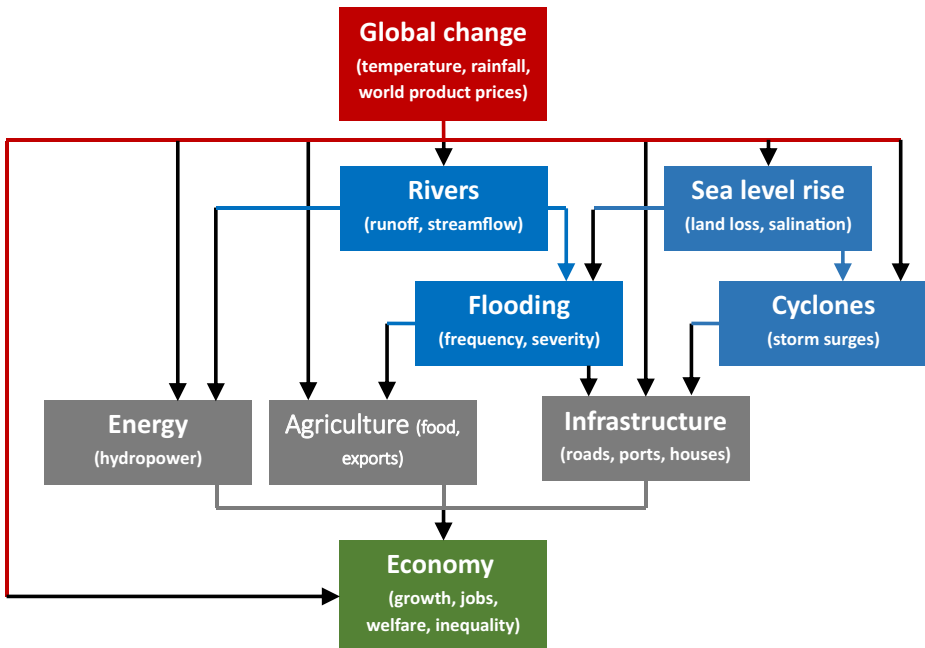 Global change
(temperature, rainfall,
world product prices)
Rivers
(runoff, streamflow)
Sea level rise
(land loss, salination)
Flooding
(frequency, severity)
Cyclones
(storm surges)
Energy
(hydropower)
Agriculture (food,
exports)
Infrastructure
(roads, ports, houses)
Economy
(growth, jobs,
welfare, inequality)